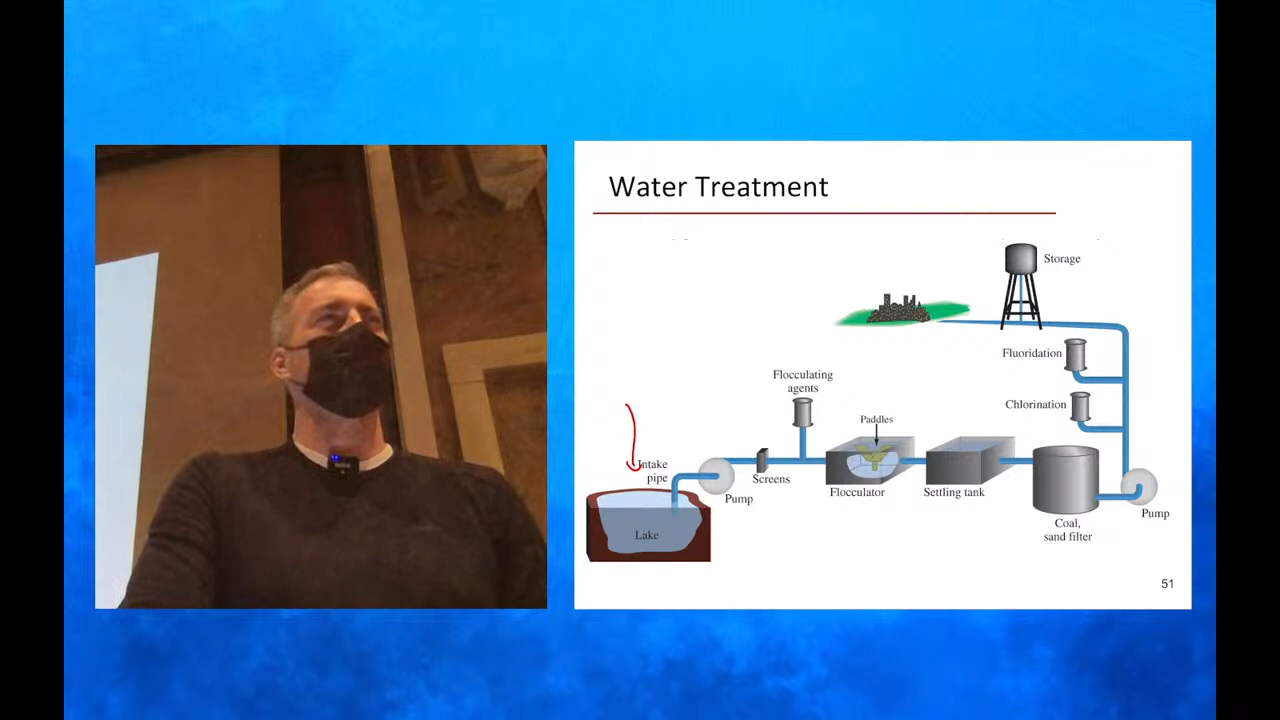 Water Treatment
Storage
Fluoridation
Flocculating
agents
Chlorination
Paddles
Intake
pipe
Pump
Screens
Flocculator
Settling tank
Lake
Coal,
sand filter
Pump
51